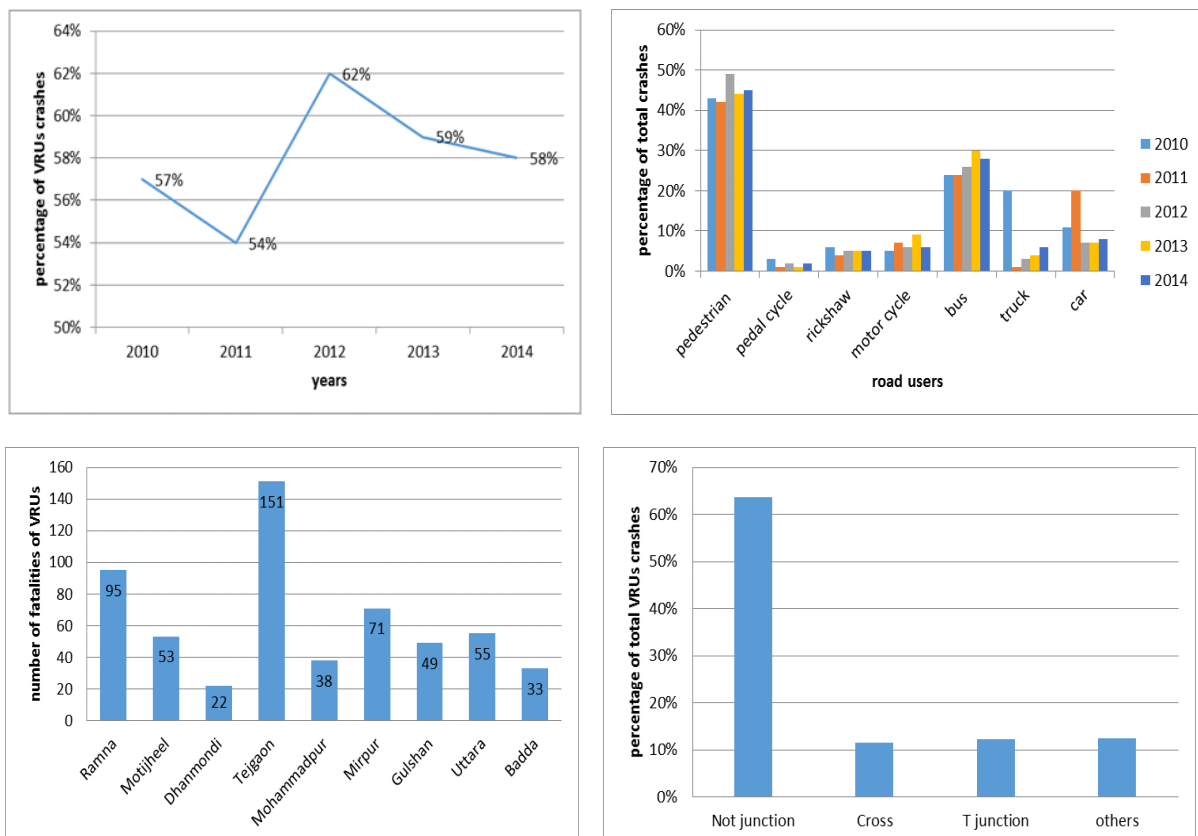 percentage of VRUs crashes
64%
62%
60%
58%
56%
54%
52%
50%
57%
54%
62%
59%
58%
2010
2011
2012
2013
2014
years
percentage of total crashes
60%
50%
40%
30%
20%
10%
0%
pedestrian
pedal cycle
rickshaw
motor cycle
bus
truck
car
road users
2010
2011
2012
2013
2014
number of fatalities of VRUs
160
140
120
100
80
60
40
20
0
95
53
22
151
38
71
49
55
33
Ramna
Motijheel
Dhanmondi
Tejgaon
Mohammadpur
Mirpur
Gulshan
Uttara
Badda
percentage of total VRUs crashes
70%
60%
50%
40%
30%
20%
10%
0%
Not junction
Cross
T junction
others